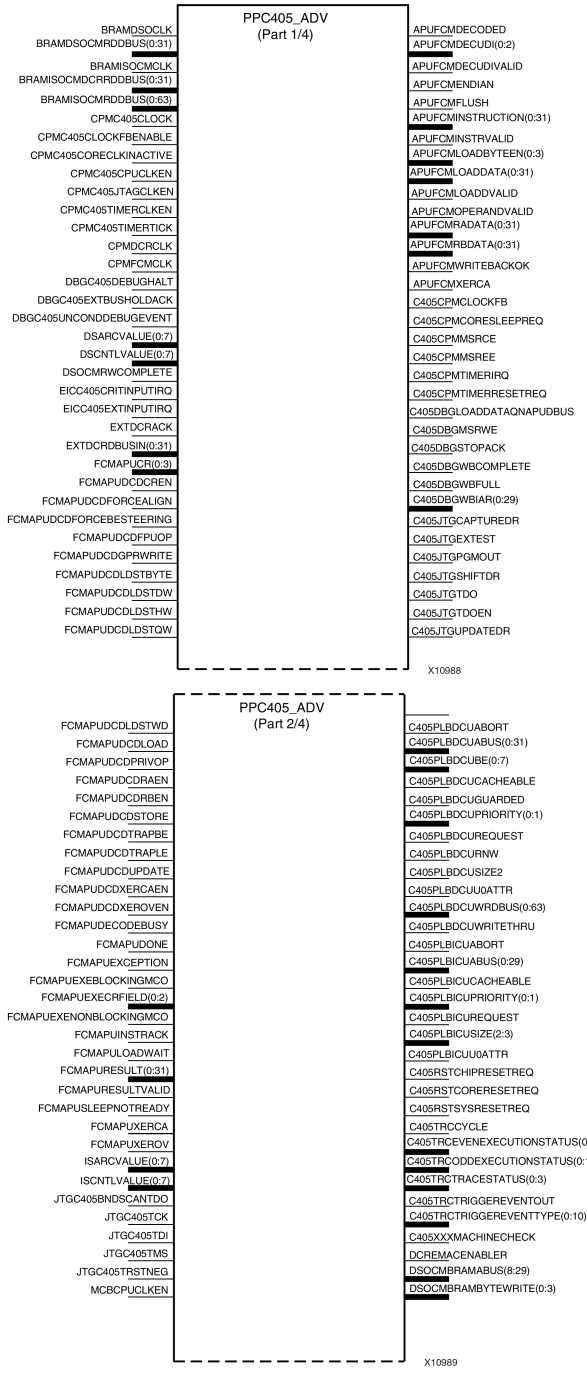 PPC405_ADV
(Part 1/4)
BRAMDSOCLK
BRAMDSOCMRDDBUS(0:31)
BRAMISOCMCLK
BRAMISOCMDCRRDDBUS(0:31)
BRAMISOCMRDDBUS(0:63)
CPMC405CLOCK
CPMC405CLOCKFBENABLE
CPMC405CORECLKINACTIVE
CPMC405CPUCLKEN
CPMC405JTAGCLKEN
CPMC405TIMERCLKEN
CPMC405TIMERTICK
CPMDCRCLK
CPMFCMCLK
DBGC405DEBUGHALT
DBGC405EXTBUSHOLDACK
DBGC405UNCONDDEBUGEVENT
DSARCVALUE(0:7)
DSCNTLVALUE(0:7)
DSOCMRWCOMPLETE
EICC405CRITINPUTIRQ
EICC405EXTINPUTIRQ
EXTDCRACK
EXTDCRDBUSIN(0:31)
FCMAPUCR(0:3)
FCMAPUDCDCREN
FCMAPUDCDFORCEALIGN
FCMAPUDCDFORCEBESTEERING
FCMAPUDCDFPUOP
FCMAPUDCDGPRWRITE
FCMAPUDCDLDSTBYTE
FCMAPUDCDLDSTDW
FCMAPUDCDLDSTHW
FCMAPUDCDLDSTQW
APUFCMDECODED
APUFCMDECUDI(0:2)
APUFCMDECUDIVALID
APUFCMENDIAN
APUFCMFLUSH
APUFCMINSTRUCTION(0:31)
APUFCMINSTRVALID
APUFCMLOADBYTEEN(0:3)
APUFCMLOADDATA(0:31)
APUFCMLOADDVALID
APUFCMOPERANDVALID
APUFCMRADATA(0:31)
APUFCMRBDATA(0:31)
APUFCMWRITEBACKOK
APUFCMXERCA
C405CPMCLOCKFB
C405CPMCORESLEEPREQ
C405CPMMSRCE
C405CPMMSREE
C405CPMTIMERIRQ
C405CPMTIMERRESETREQ
C405DBGLOADDATAQNAPUDBUS
C405DBGMSRWE
C405DBGSTOPACK
C405DBGWBCOMPLETE
C405DBGWBFULL
C405DBGWBIAR(0:29)
C405JTGCAPTUREDR
C405JTGEXTEST
C405JTGPGMOUT
C405JTGSHIFTDR
C405JTGTDO
C405JTGTDOEN
C405JTGUPDATEDR
X10988
PPC405_ADV
(Part 2/4)
FCMAPUDCDLDSTWD
FCMAPUDCDLOAD
FCMAPUDCDPRIVOP
FCMAPUDCDRAEN
FCMAPUDCDRBEN
FCMAPUDCDSTORE
FCMAPUDCDTRAPBE
FCMAPUDCDTRAPLE
FCMAPUDCDUPDATE
FCMAPUDCDXERCAEN
FCMAPUDCDXEROVEN
FCMAPUDECODEBUSY
FCMAPUDONE
FCMAPUEXCEPTION
FCMAPUEXEBLOCKINGMCO
FCMAPUEXECRFIELD(0:2)
FCMAPUEXENONBLOCKINGMCO
FCMAPUINSTRACK
FCMAPULOADWAIT
FCMAPURESULT(0:31)
FCMAPURESULTVALID
FCMAPUSLEEPNOTREADY
FCMAPUXERCA
FCMAPUXEROV
ISARCVALUE(0:7)
ISCNTLVALUE(0:7)
JTGC405BNDSCANTDO
JTGC405TCK
JTGC405TDI
JTGC405TMS
JTGC405TRSTNEG
MCBCPUCLKEN
C405PLBDCUABORT
C405PLBDCUABUS(0:31)
C405PLBDCUBE(0:7)
C405PLBDCUCACHEABLE
C405PLBDCUGUARDED
C405PLBDCUPRIORITY(0:1)
C405PLBDCUREQUEST
C405PLBDCURNW
C405PLBDCUSIZE2
C405PLBDCUU0ATTR
C405PLBDCUWRDBUS(0:63)
C405PLBDCUWRITETHRU
C405PLBICUABORT
C405PLBICUABUS(0:29)
C405PLBICUCACHEABLE
C405PLBICUPRIORITY(0:1)
C405PLBICUREQUEST
C405PLBICUSIZE(2:3)
C405PLBICUU0ATTR
C405RSTCHIPRESETREQ
C405RSTCORERESETREQ
C405RSTSYSRESETREQ
C405TRCCYCLE
C405TRCEVENEXECUTIONSTATUS(0
C405TRCODDEXECUTIONSTATUS(0:
C405TRCTRACESTATUS(0:3)
C405TRCTRIGGEREVENTOUT
C405TRCTRIGGEREVENTTYPE(0:10)
C405XXXMACHINECHECK
DCREMACENABLER
DSOCMBRAMABUS(8:29)
DSOCMBRAMBYTEWRITE(0:3)
X10989